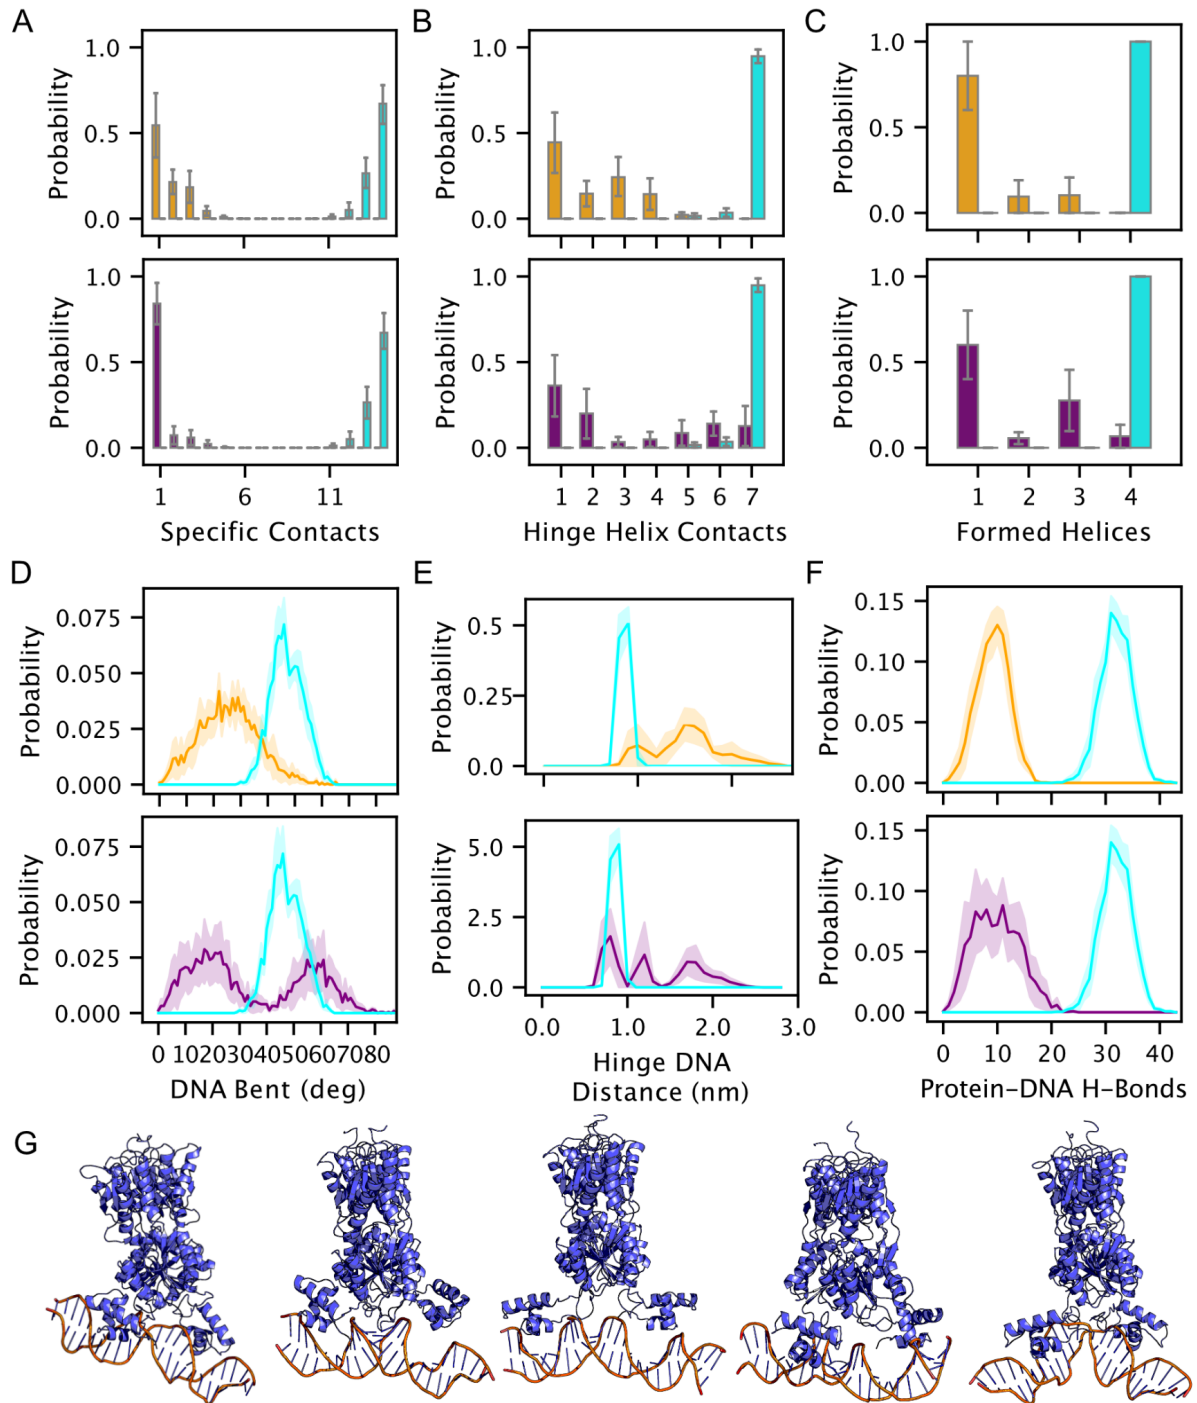 A
B
C
Probability
1.0
0.5
0.0
Probability
1.0
0.5
0.0
Probability
1.0
0.5
0.0
Probability
1.0
0.5
0.0
1 6 11
Specific Contacts
Probability
1.0
0.5
0.0
1 2 3 4 5 6 7
Hinge Helix Contacts
Probability
1.0
0.5
0.0
1 2 3 4
Formed Helices
D
E
F
Probability
0.075
0.050
0.025
0.000
Probability
0.5
0.25
0.0
Probability
0.15
0.10
0.05
0.00
Probability
0.075
0.050
0.025
0.000
0 10 20 30 40 50 60 70 80
DNA Bent (deg)
Probability
5.0
2.5
0.0
0.0 1.0 2.0 3.0
Hinge DNA
Distance (nm)
Probability
0.15
0.10
0.05
0.00
0 10 20 30 40
Protein–DNA H–Bonds
G